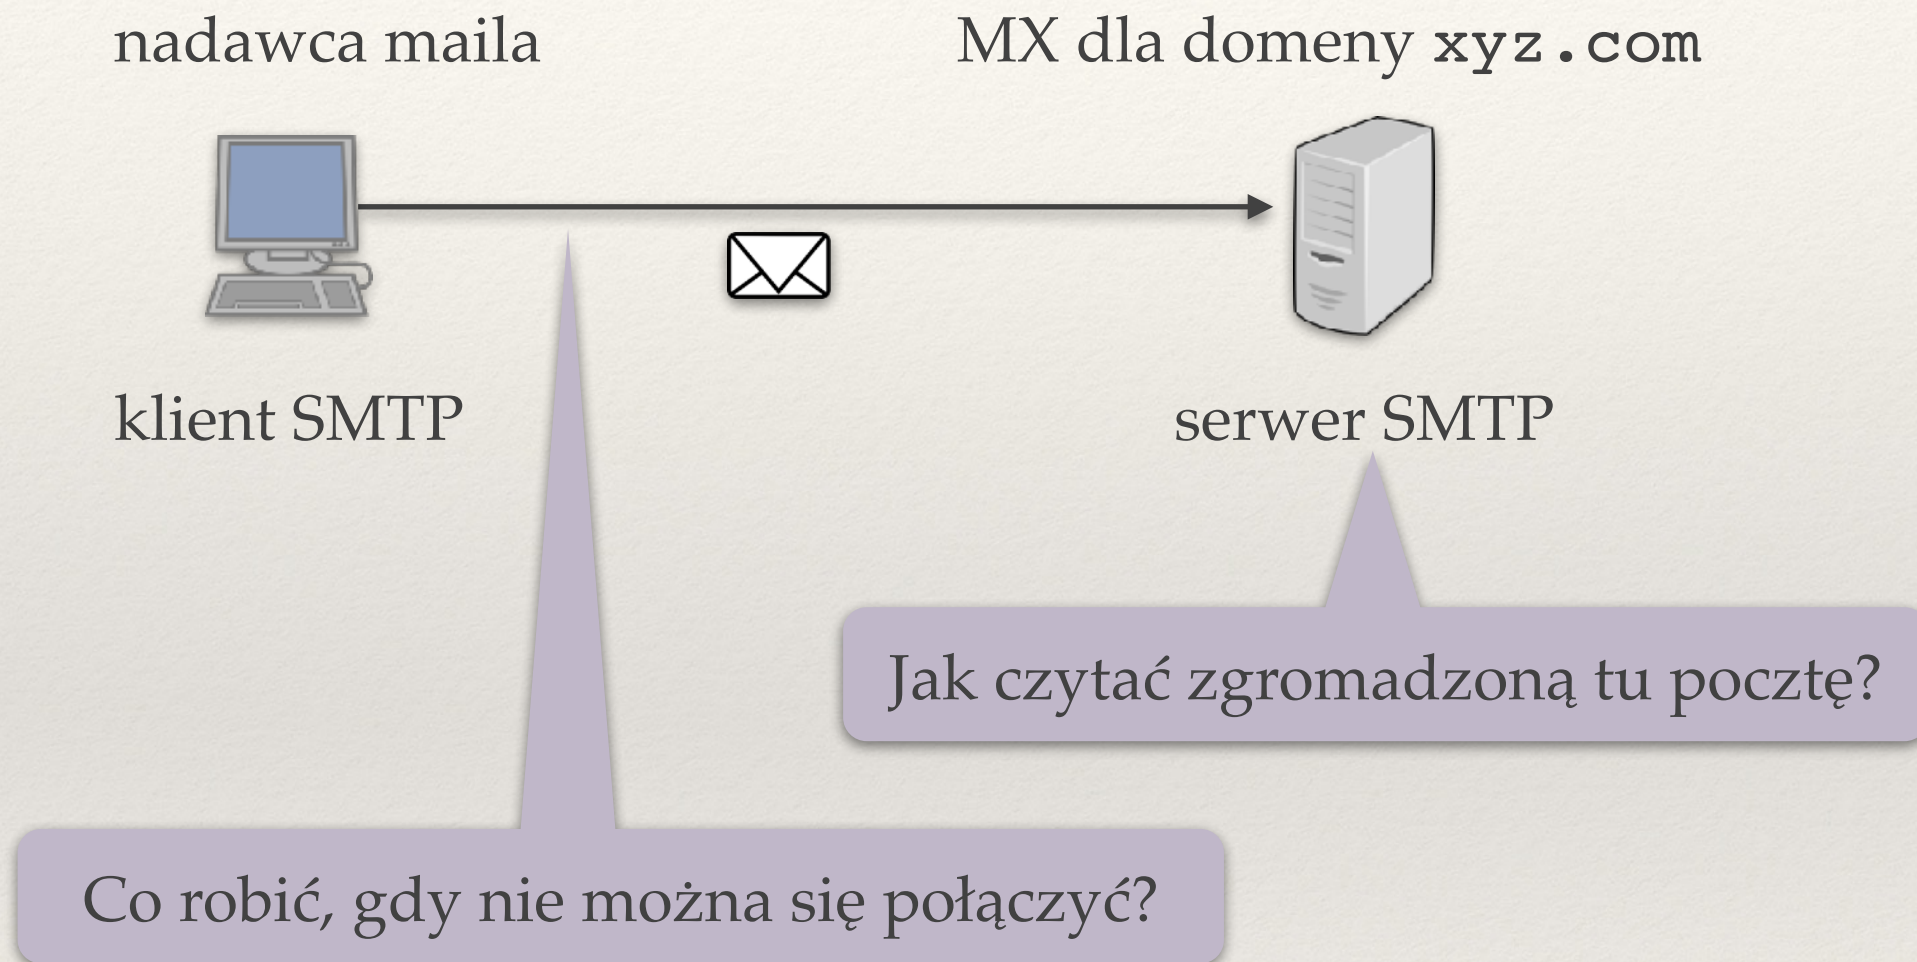 nadawca maila
MX dla domeny xyz.com
klient SMTP
serwer SMTP
Jak czytać zgromadzoną tu pocztę?
Co robić, gdy nie można się połączyć?